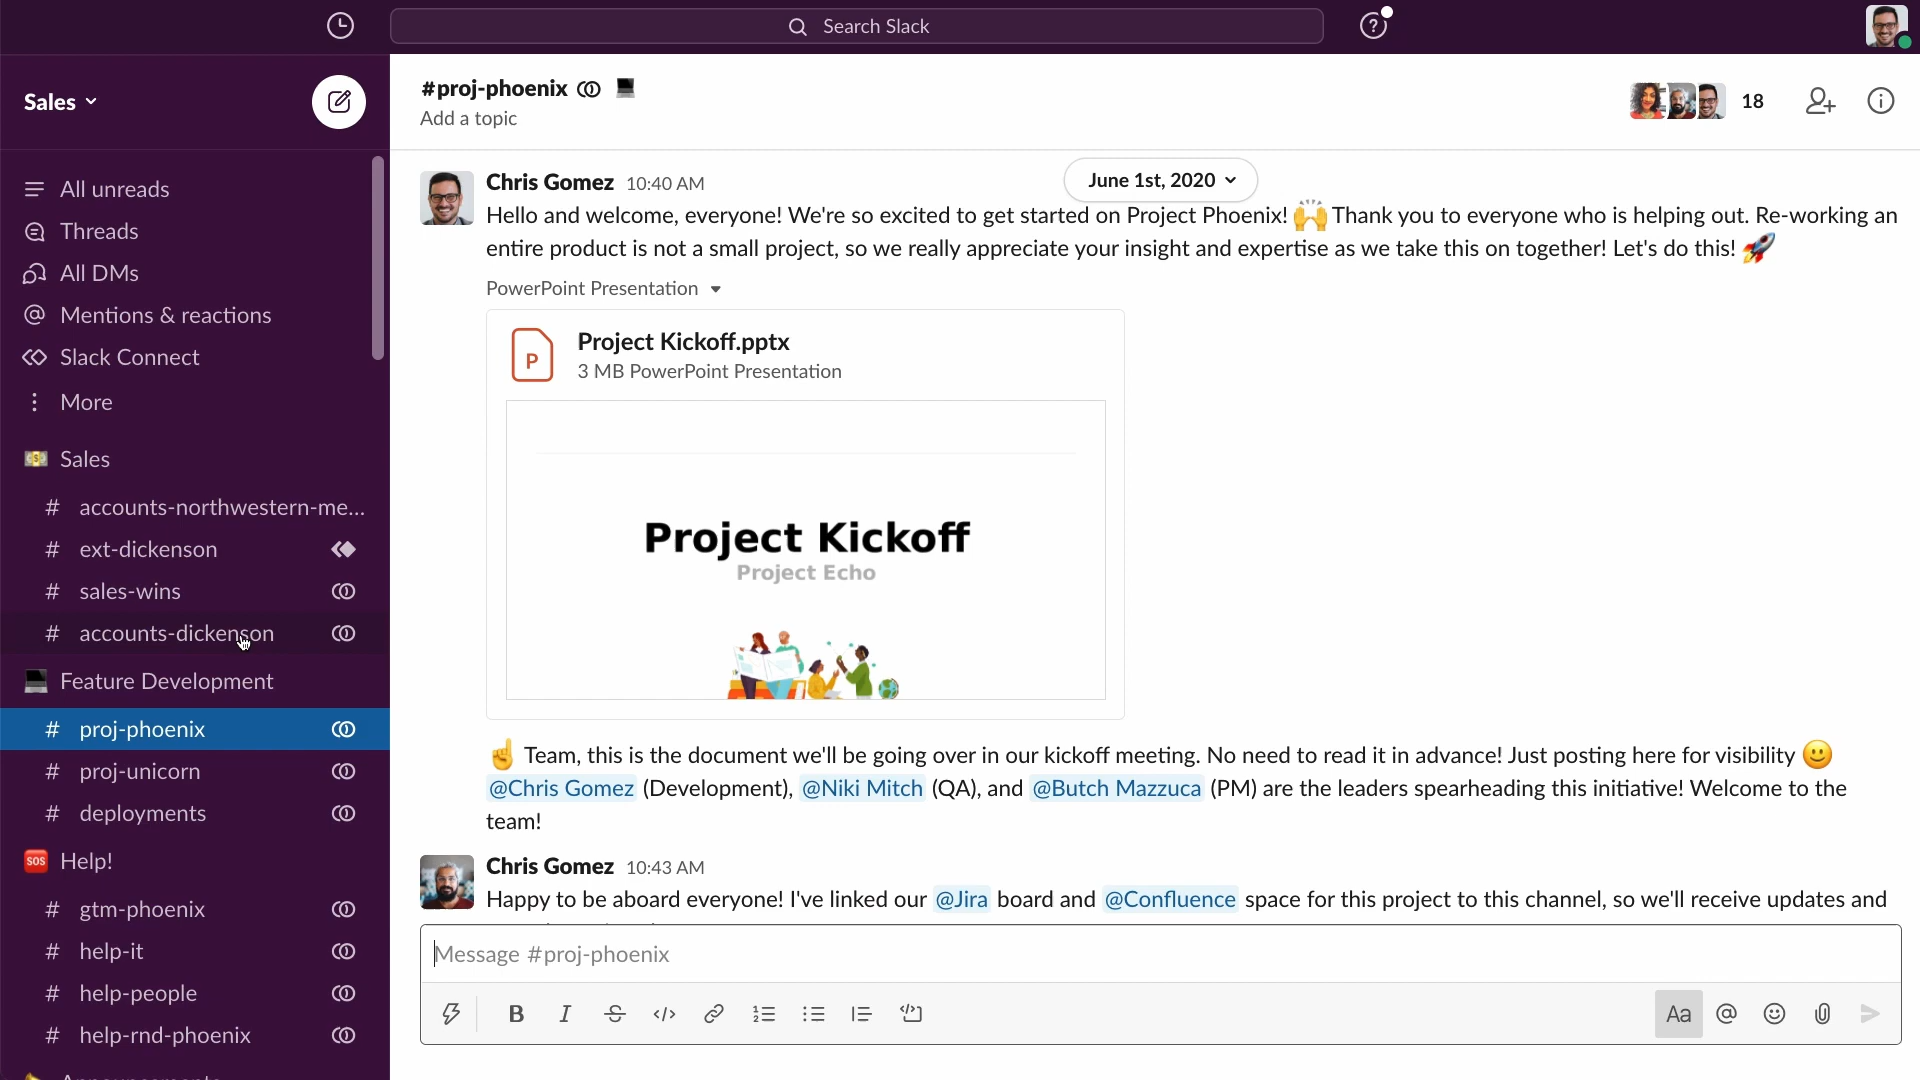 Search Slack
Sales
All unreads
Threads
All DMs
Mentions & reactions
Slack Connect
More
Sales
# accounts-northwestern-me...
# ext-dickenson
# sales-wins
# accounts-dickenson
Feature Development
# proj-phoenix
# proj-unicorn
# deployments
SOS Help!
# gtm-phoenix
# help-it
# help-people
# help-rnd-phoenix
#proj-phoenix
Add a topic
18
June 1st, 2020
Chris Gomez 10:40 AM
Hello and welcome, everyone! We're so excited to get started on Project Phoenix! 🙌 Thank you to everyone who is helping out. Re-working an
entire product is not a small project, so we really appreciate your insight and expertise as we take this on together! Let's do this! 🚀
PowerPoint Presentation
P
Project Kickoff.pptx
3 MB PowerPoint Presentation
Project Kickoff
Project Echo
☝ Team, this is the document we'll be going over in our kickoff meeting. No need to read it in advance! Just posting here for visibility 🙂
@Chris Gomez (Development), @Niki Mitch (QA), and @Butch Mazzuca (PM) are the leaders spearheading this initiative! Welcome to the
team!
Chris Gomez 10:43 AM
Happy to be aboard everyone! I've linked our @Jira board and @Confluence space for this project to this channel, so we'll receive updates and
Message #proj-phoenix
B I S </> Aa @